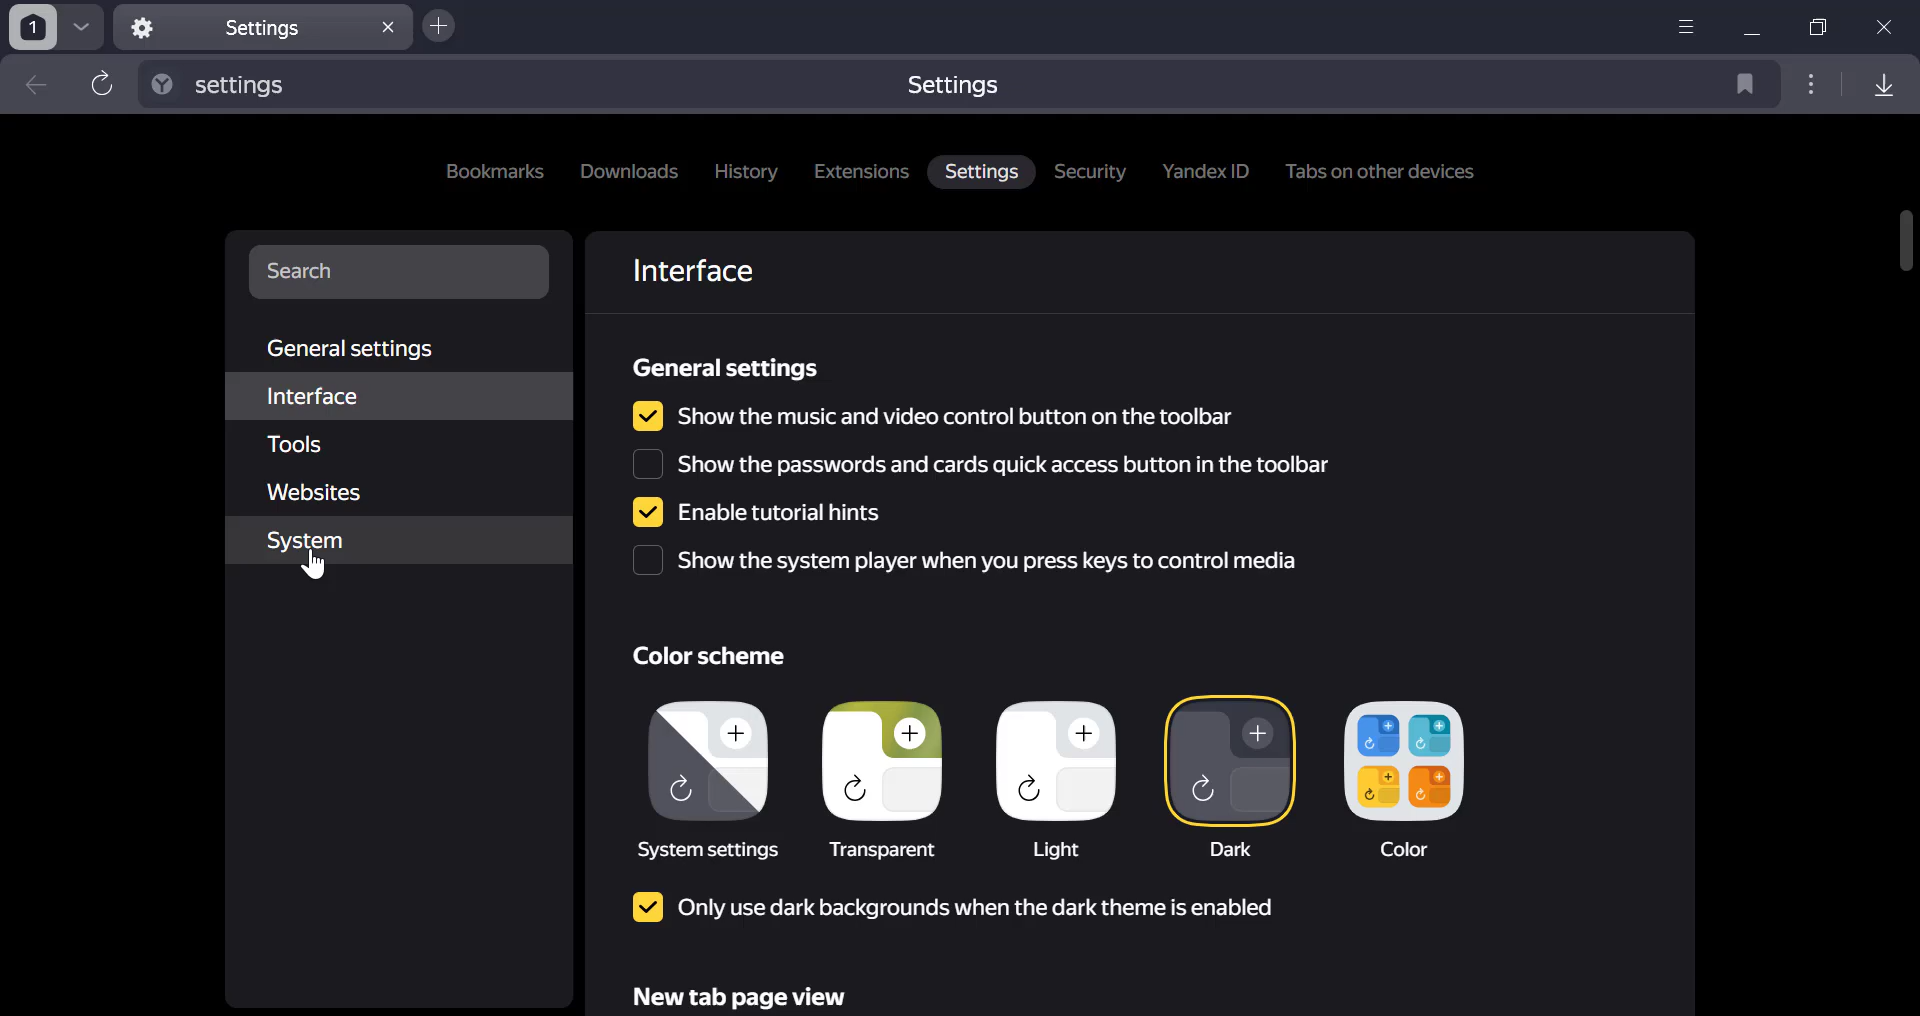 1
Settings
settings
Settings
Bookmarks Downloads History Extensions Settings Security Yandex ID Tabs on other devices
Search
General settings
Interface
Tools
Websites
System
Interface
General settings
Show the music and video control button on the toolbar
Show the passwords and cards quick access button in the toolbar
Enable tutorial hints
Show the system player when you press keys to control media
Color scheme
System settings Transparent Light Dark Color
Only use dark backgrounds when the dark theme is enabled
New tab page view